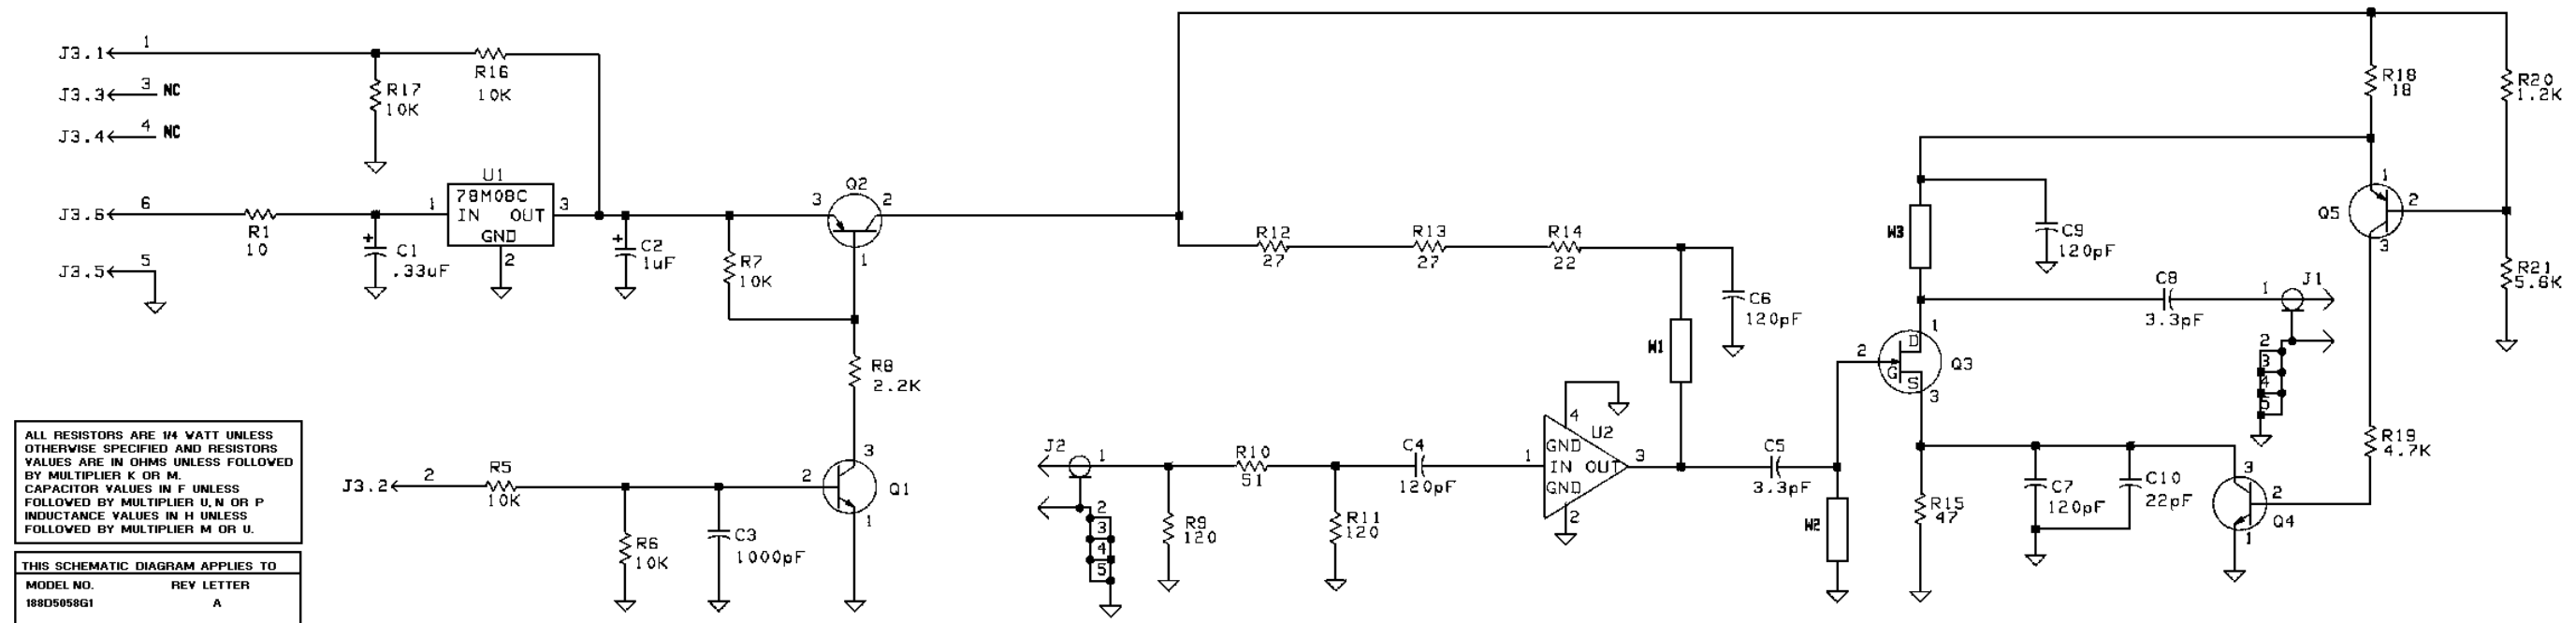 J3.1
1
R16
10K
R17
10K
J3.3
3
NC
J3.4
4
NC
J3.6
6
R1
10
C1
.33uF
+
J3.5
5
U1
78M08C
IN OUT
GND
1
3
2
+
C2
1uF
R7
10K
Q2
3
2
1
R8
2.2K
J3.2
2
R5
10K
R6
10K
C3
1000pF
3
2
Q1
1
R12
27
R13
27
R14
22
W1
C6
120pF
J2
1
2
3
4
5
R9
120
R10
51
R11
120
C4
120pF
4
U2
GND
1
IN OUT
3
GND
2
C5
3.3pF
W2
R18
18
R20
1.2K
1
Q5
2
3
R21
5.6K
W3
C9
120pF
C8
3.3pF
1
J1
2
3
4
5
1
D
2
G
S
Q3
3
R15
47
C7
120pF
C10
22pF
R19
4.7K
3
2
Q4
1
ALL RESISTORS ARE 1/4 WATT UNLESS
OTHERWISE SPECIFIED AND RESISTORS
VALUES ARE IN OHMS UNLESS FOLLOWED
BY MULTIPLIER K OR M.
CAPACITOR VALUES IN F UNLESS
FOLLOWED BY MULTIPLIER U, N OR P
INDUCTANCE VALUES IN H UNLESS
FOLLOWED BY MULTIPLIER M OR U.
THIS SCHEMATIC DIAGRAM APPLIES TO
MODEL NO. REV LETTER
188D5058G1 A